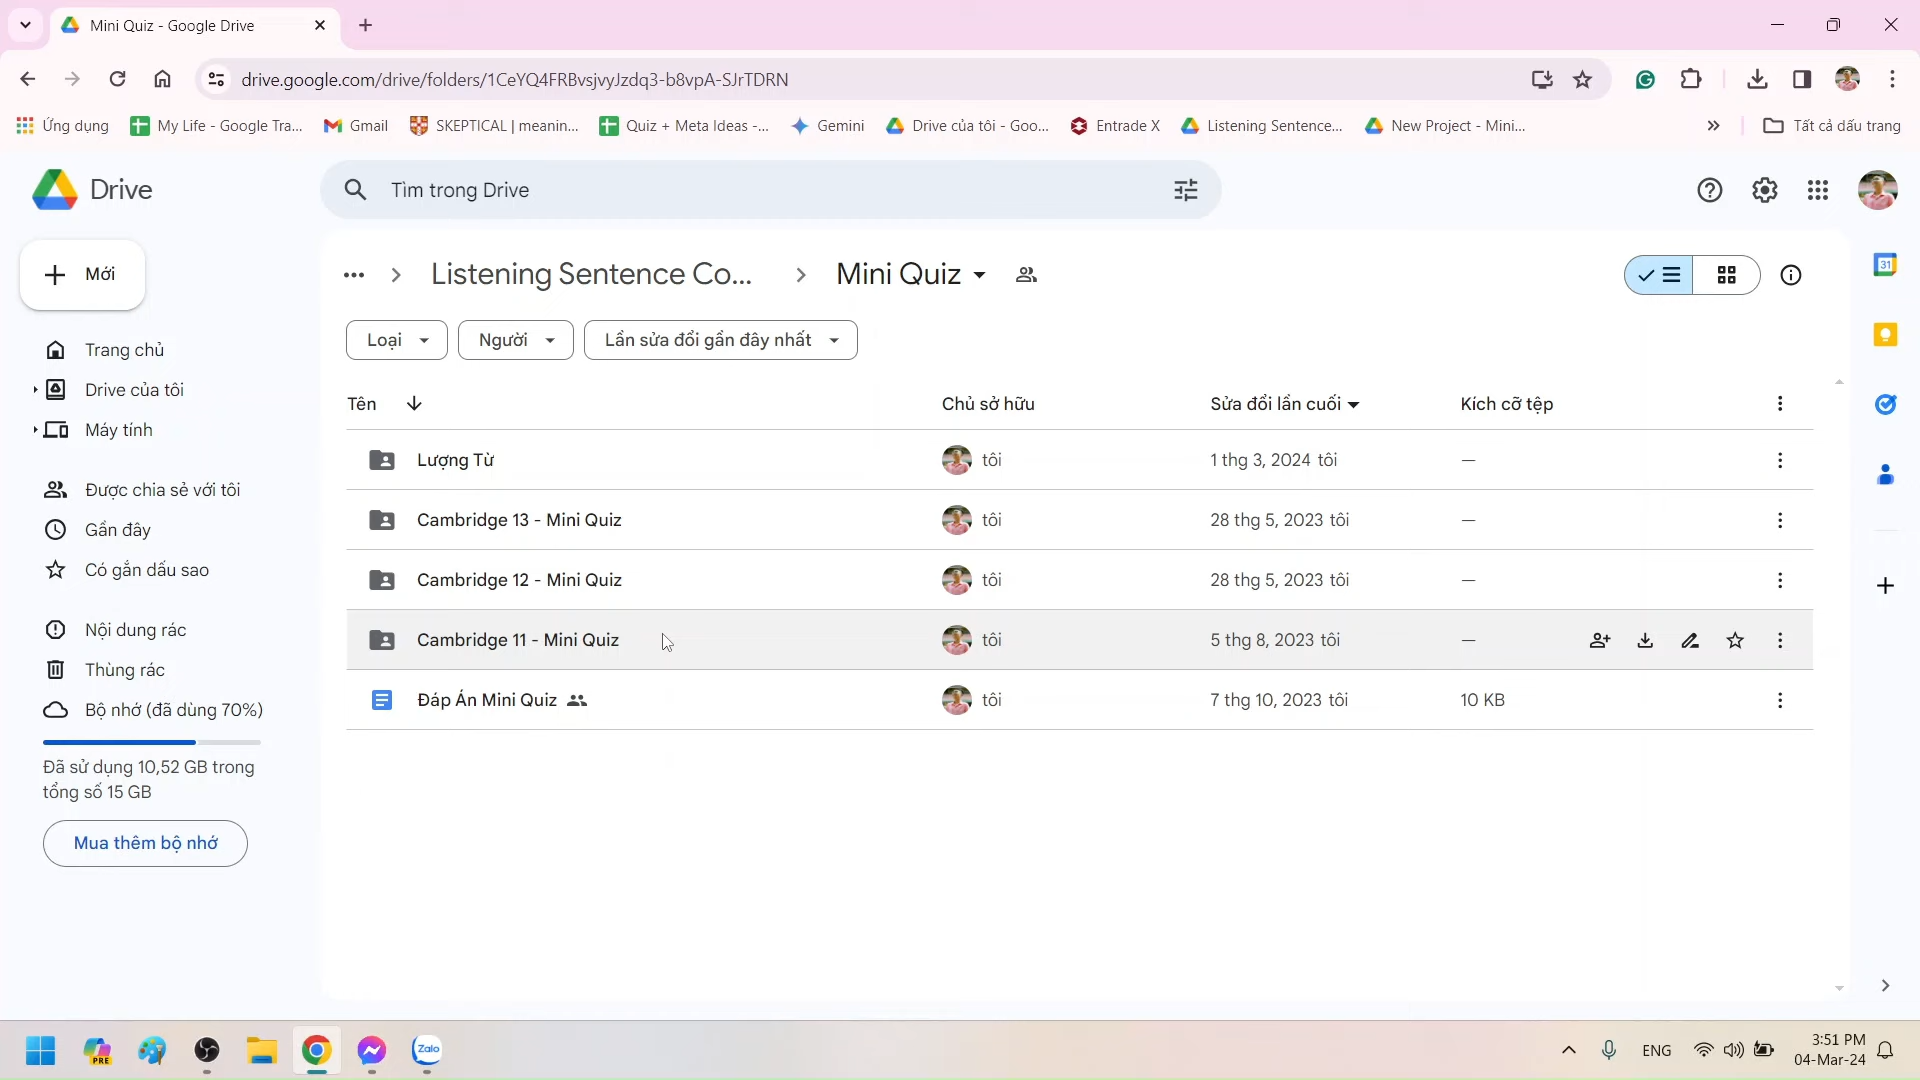 Mini Quiz - Google Drive
drive.google.com/drive/folders/1CeYQ4FRBvsjvyJzdq3-b8vpA-SJrTDRN
Ứng dụng My Life - Google Tra... Gmail SKEPTICAL | meanin... Quiz + Meta Ideas -... Gemini Drive của tôi - Goo... Entrade X Listening Sentence... New Project - Mini... Tất cả dấu trang
Drive
Tìm trong Drive
Mới
... Listening Sentence Co... Mini Quiz
Loại Người Lần sửa đổi gần đây nhất
Trang chủ
Drive của tôi
Máy tính
Được chia sẻ với tôi
Gần đây
Có gắn dấu sao
Nội dung rác
Thùng rác
Bộ nhớ (đã dùng 70%)
Đã sử dụng 10,52 GB trong
tổng số 15 GB
Mua thêm bộ nhớ
Tên Chủ sở hữu Sửa đổi lần cuối Kích cỡ tệp
Lượng Từ tôi 1 thg 3, 2024 tôi —
Cambridge 13 - Mini Quiz tôi 28 thg 5, 2023 tôi —
Cambridge 12 - Mini Quiz tôi 28 thg 5, 2023 tôi —
Cambridge 11 - Mini Quiz tôi 5 thg 8, 2023 tôi —
Đáp Án Mini Quiz tôi 7 thg 10, 2023 tôi 10 KB
31
PRE
Zalo
ENG
3:51 PM
04-Mar-24